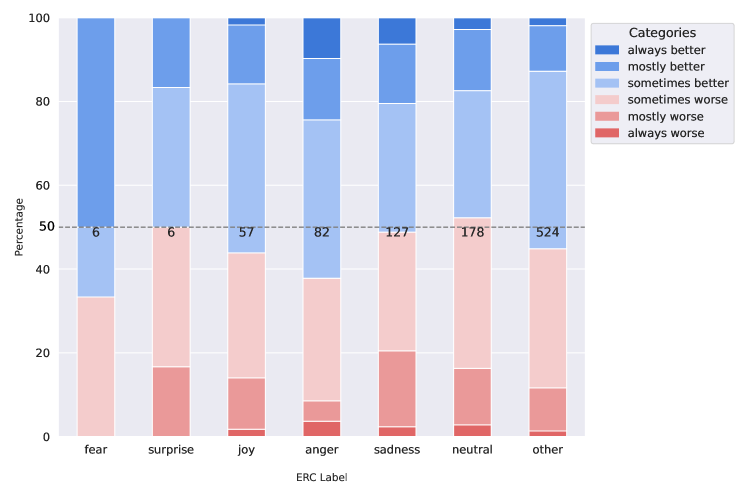 100
80
60
50
40
20
0
Percentage
6
6
57
82
127
178
524
fear
surprise
joy
anger
sadness
neutral
other
ERC Label
Categories
always better
mostly better
sometimes better
sometimes worse
mostly worse
always worse